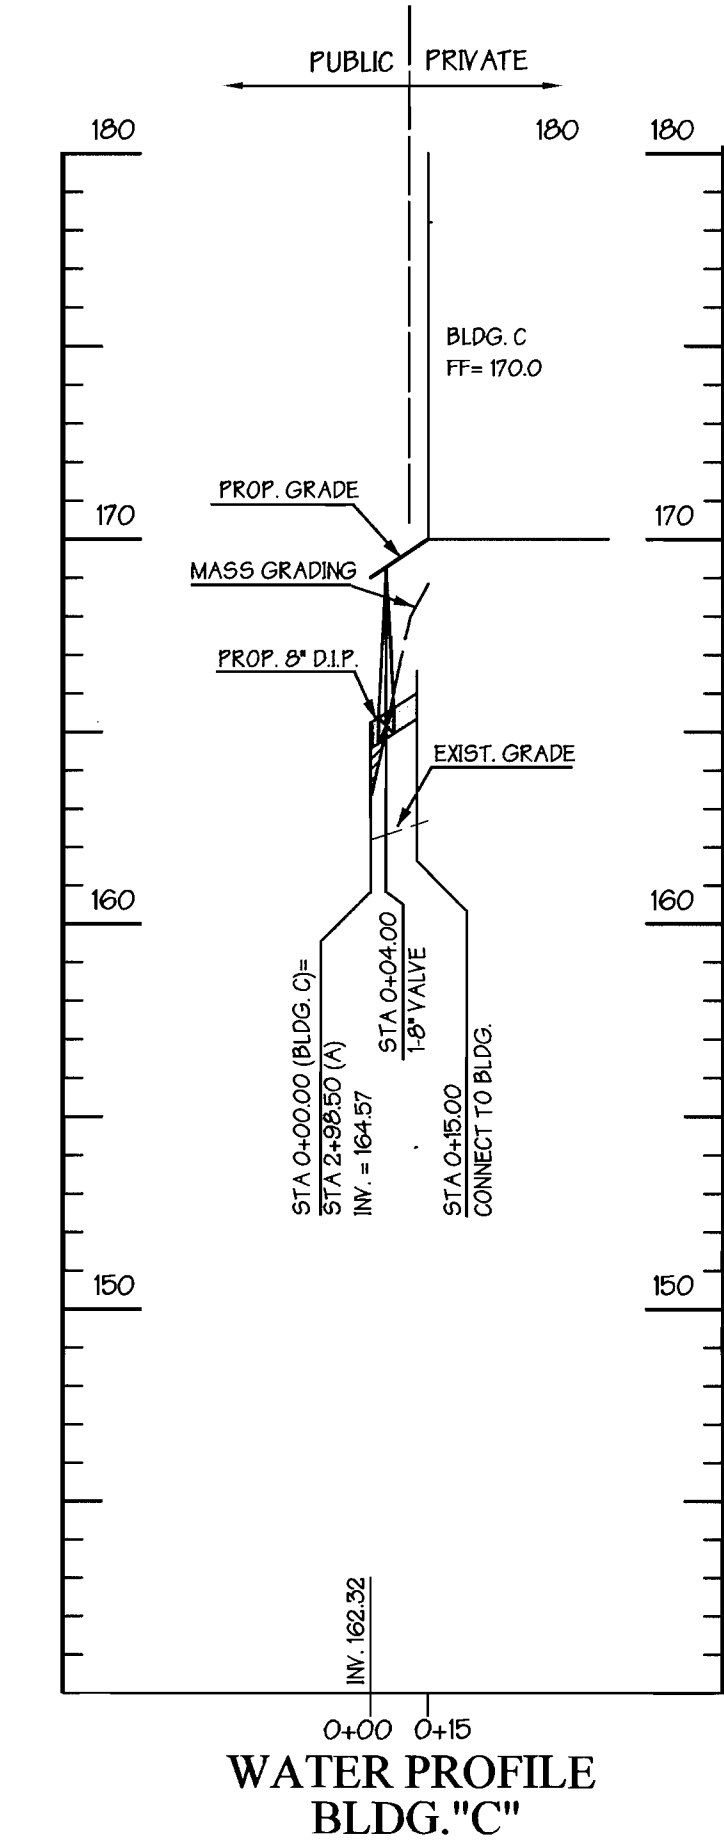 PUBLIC PRIVATE
180 180 180
BLDG. C
FF= 170.0
PROP. GRADE
170 170
MASS GRADING
PROP. 8" D.I.P.
EXIST. GRADE
160 160
STA 0+00.00 (BLDG. C)=
STA 2+98.50 (A)
INV. = 164.57
STA 0+04.00
1-8" VALVE
STA 0+15.00
CONNECT TO BLDG.
150 150
INV. 162.32
0+00 0+15
WATER PROFILE
BLDG."C"